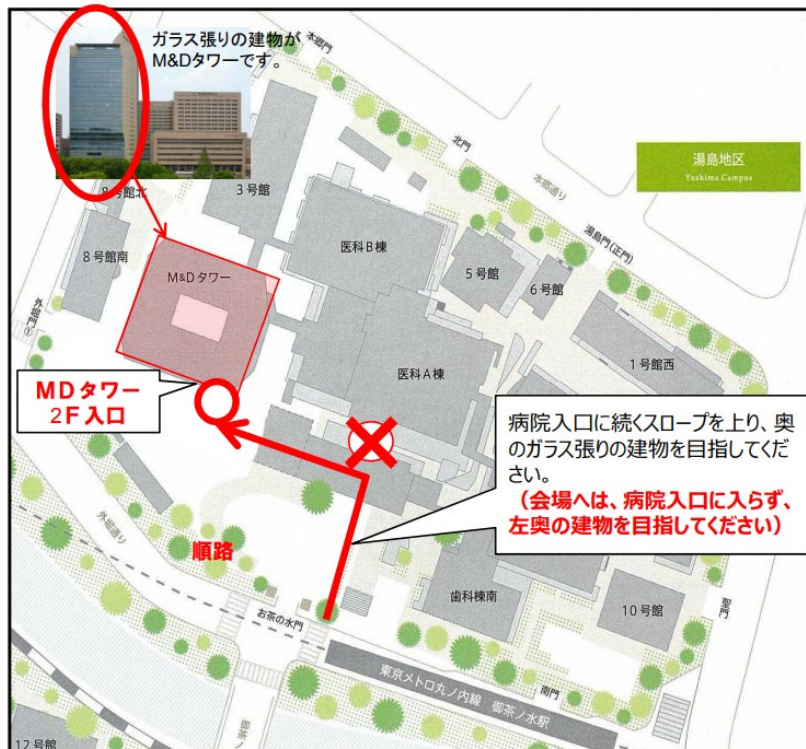 ガラス張りの建物が
M&Dタワーです。
本郷門
北門
本郷通り
湯島地区
Yushima Campus
湯島門(正門)
8号館北
3号館
8号館南
M&Dタワー
医科B棟
5号館
6号館
1号館西
外堀門①
医科A棟
MDタワー
2F入口
病院入口に続くスロープを上り、奥
のガラス張りの建物を目指してくだ
さい。
（会場へは、病院入口に入らず、
左奥の建物を目指してください）
外堀通り
順路
お茶の水門
歯科棟南
10号館
聖門
南門
東京メトロ丸ノ内線 御茶ノ水駅
御茶ノ
12号館